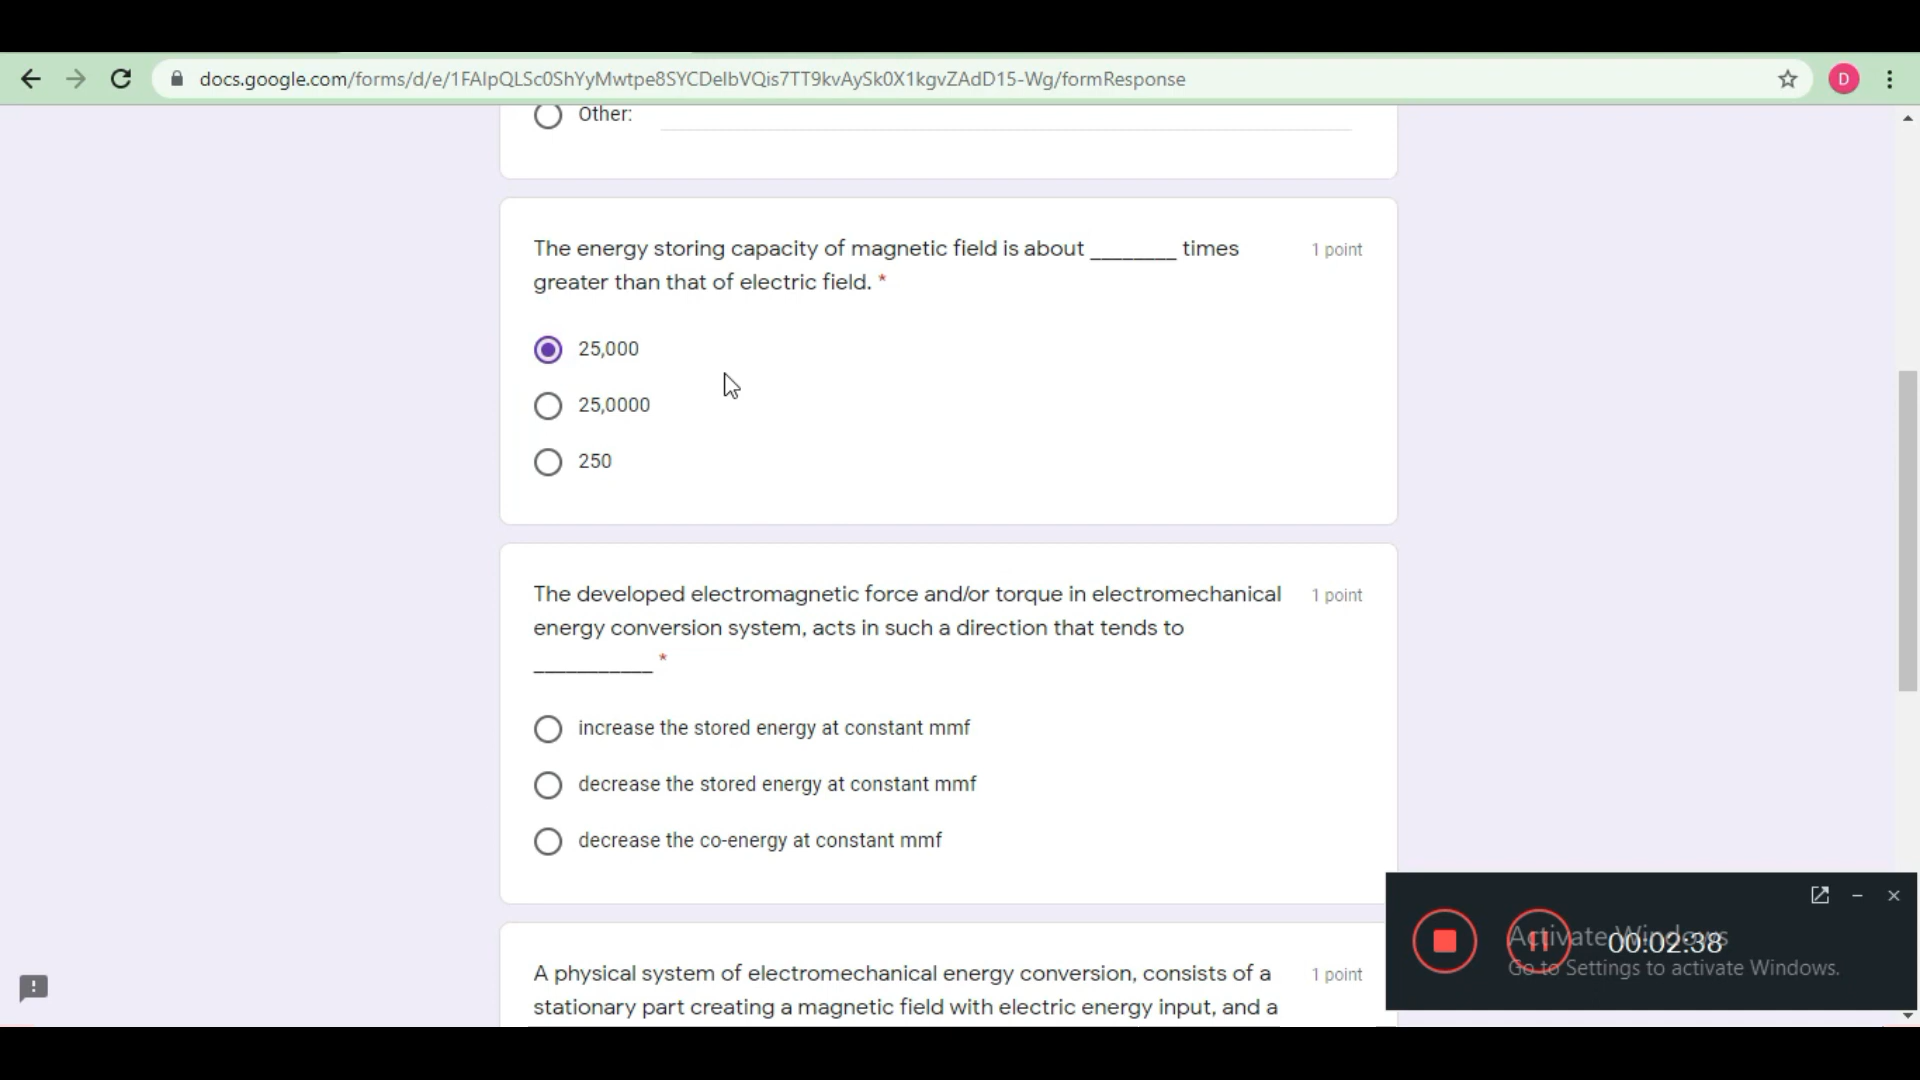 docs.google.com/forms/d/e/1FAIpQLSc0ShYyMwtpe8SYCDelbVQis7TT9kvAySk0X1kgvZAdD15-Wg/formResponse
D
Other:
The energy storing capacity of magnetic field is about ________ times
1 point
greater than that of electric field. *
25,000
25,0000
250
The developed electromagnetic force and/or torque in electromechanical
1 point
energy conversion system, acts in such a direction that tends to
___________ *
increase the stored energy at constant mmf
decrease the stored energy at constant mmf
decrease the co-energy at constant mmf
A physical system of electromechanical energy conversion, consists of a
1 point
stationary part creating a magnetic field with electric energy input, and a
Activate Windows
00:02:38
Go to Settings to activate Windows.